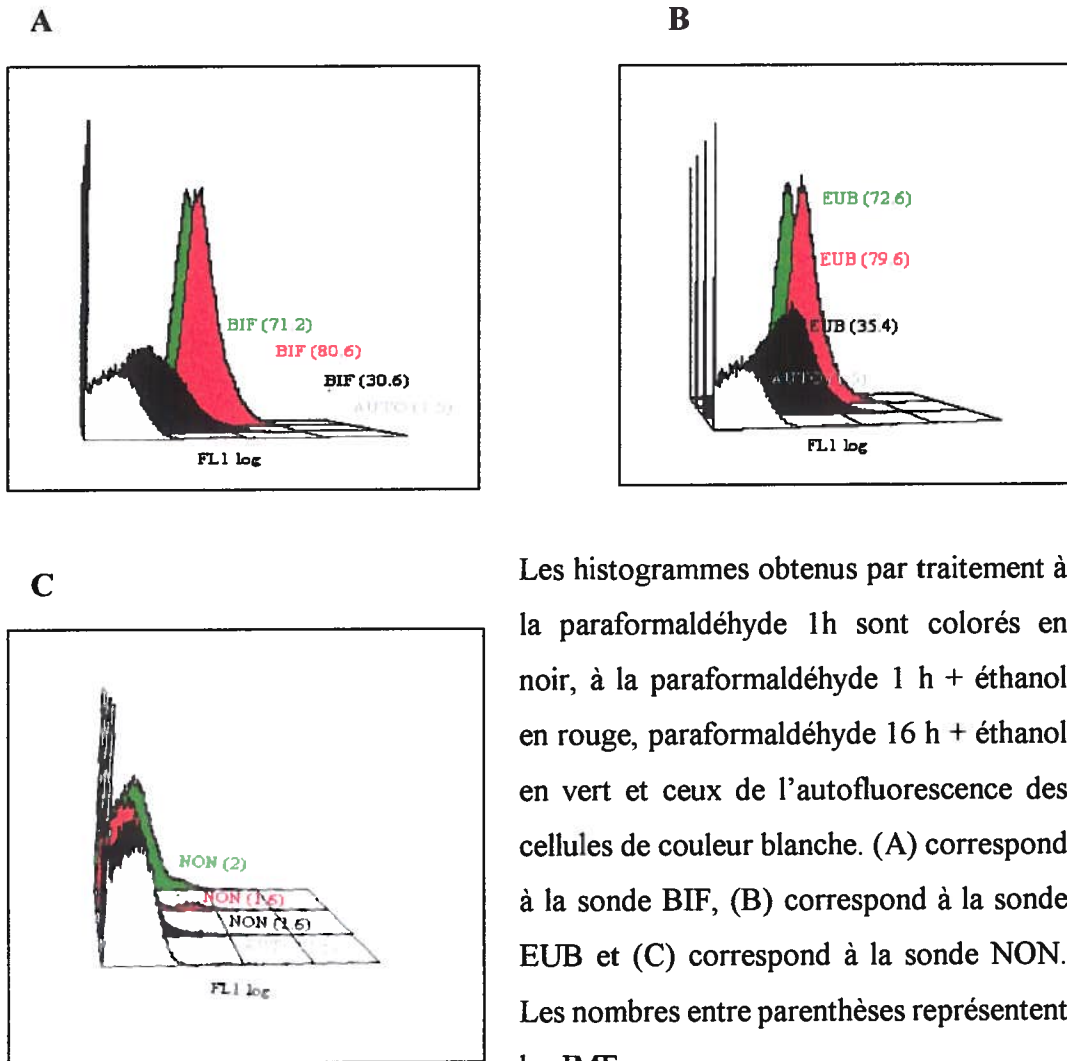 A
BIF (71.2)
BIF (80.6)
BIF (30.6)
FL1 log
B
EUB (72.6)
EUB (79.6)
EUB (35.4)
FL1 log
C
NON (2)
NON (1.6)
NON (1.6)
FL1 log
Les histogrammes obtenus par traitement à
la paraformaldéhyde 1h sont colorés en
noir, à la paraformaldéhyde 1 h + éthanol
en rouge, paraformaldéhyde 16 h + éthanol
en vert et ceux de l'autofluorescence des
cellules de couleur blanche. (A) correspond
à la sonde BIF, (B) correspond à la sonde
EUB et (C) correspond à la sonde NON.
Les nombres entre parenthèses représentent